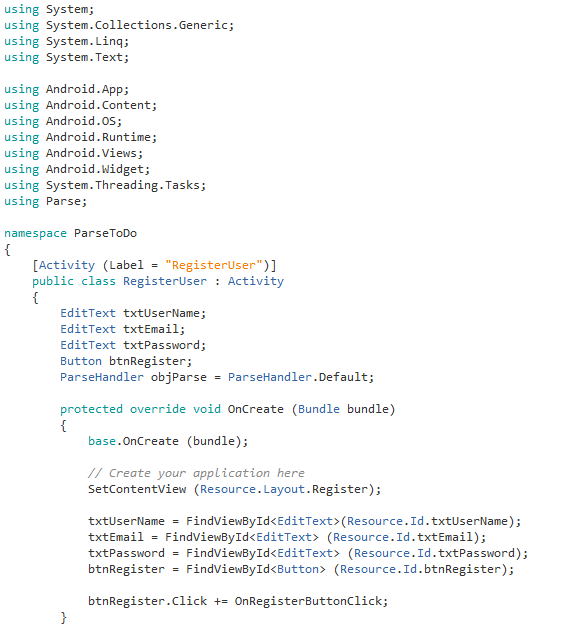 using System;
using System.Collections.Generic;
using System.Linq;
using System.Text;

using Android.App;
using Android.Content;
using Android.OS;
using Android.Runtime;
using Android.Views;
using Android.Widget;
using System.Threading.Tasks;
using Parse;

namespace ParseToDo
{
    [Activity (Label = "RegisterUser")]
    public class RegisterUser : Activity
    {
        EditText txtUserName;
        EditText txtEmail;
        EditText txtPassword;
        Button btnRegister;
        ParseHandler objParse = ParseHandler.Default;

        protected override void OnCreate (Bundle bundle)
        {
            base.OnCreate (bundle);

            // Create your application here
            SetContentView (Resource.Layout.Register);

            txtUserName = FindViewById<EditText>(Resource.Id.txtUserName);
            txtEmail = FindViewById<EditText> (Resource.Id.txtEmail);
            txtPassword = FindViewById<EditText> (Resource.Id.txtPassword);
            btnRegister = FindViewById<Button> (Resource.Id.btnRegister);

            btnRegister.Click += OnRegisterButtonClick;
        }